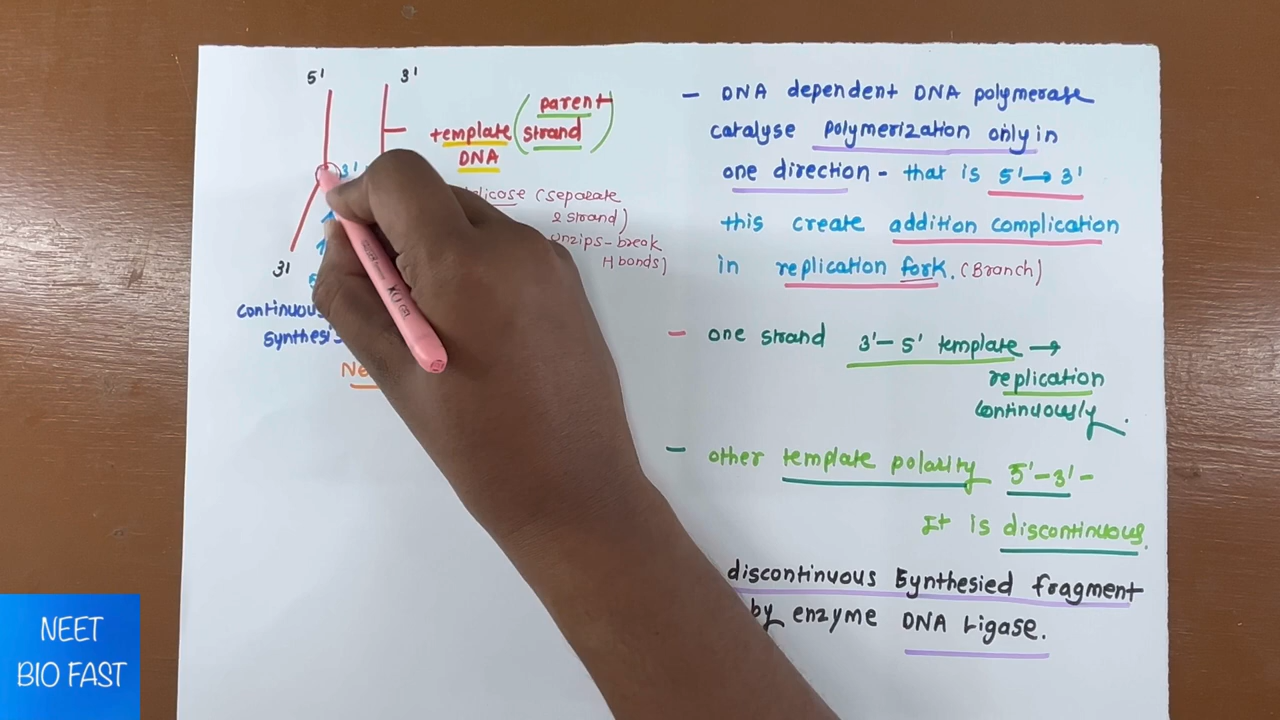 5' 3'
parent
template strand
DNA
3'
(separate
2 strand)
unzips-break
H bonds)
3'
continuous
synthesis
- DNA dependent DNA polymerase
catalyse polymerization only in
one direction - that is 5'→3'
this create addition complication
in replication fork. (Branch)
- one strand 3'-5' template →
replication
continuously.
- other template polarity 5'-3'-
It is discontinuous.
discontinuous synthesied fragment
by enzyme DNA Ligase.
NEET
BIO FAST